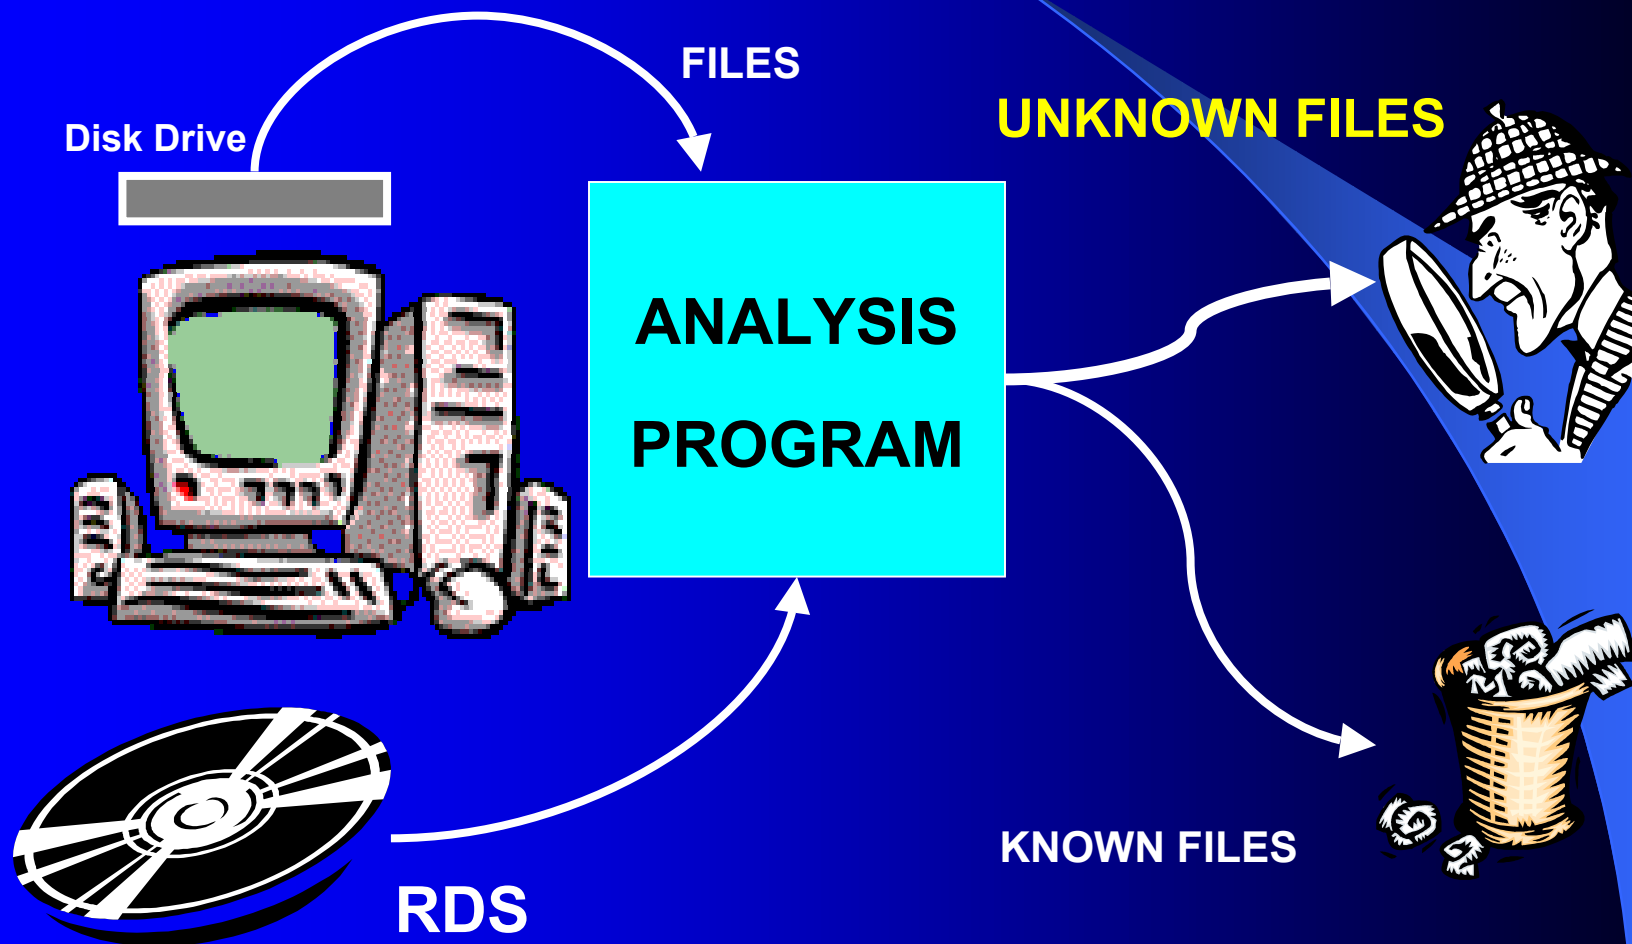 FILES
Disk Drive
UNKNOWN FILES
ANALYSIS
PROGRAM
KNOWN FILES
RDS